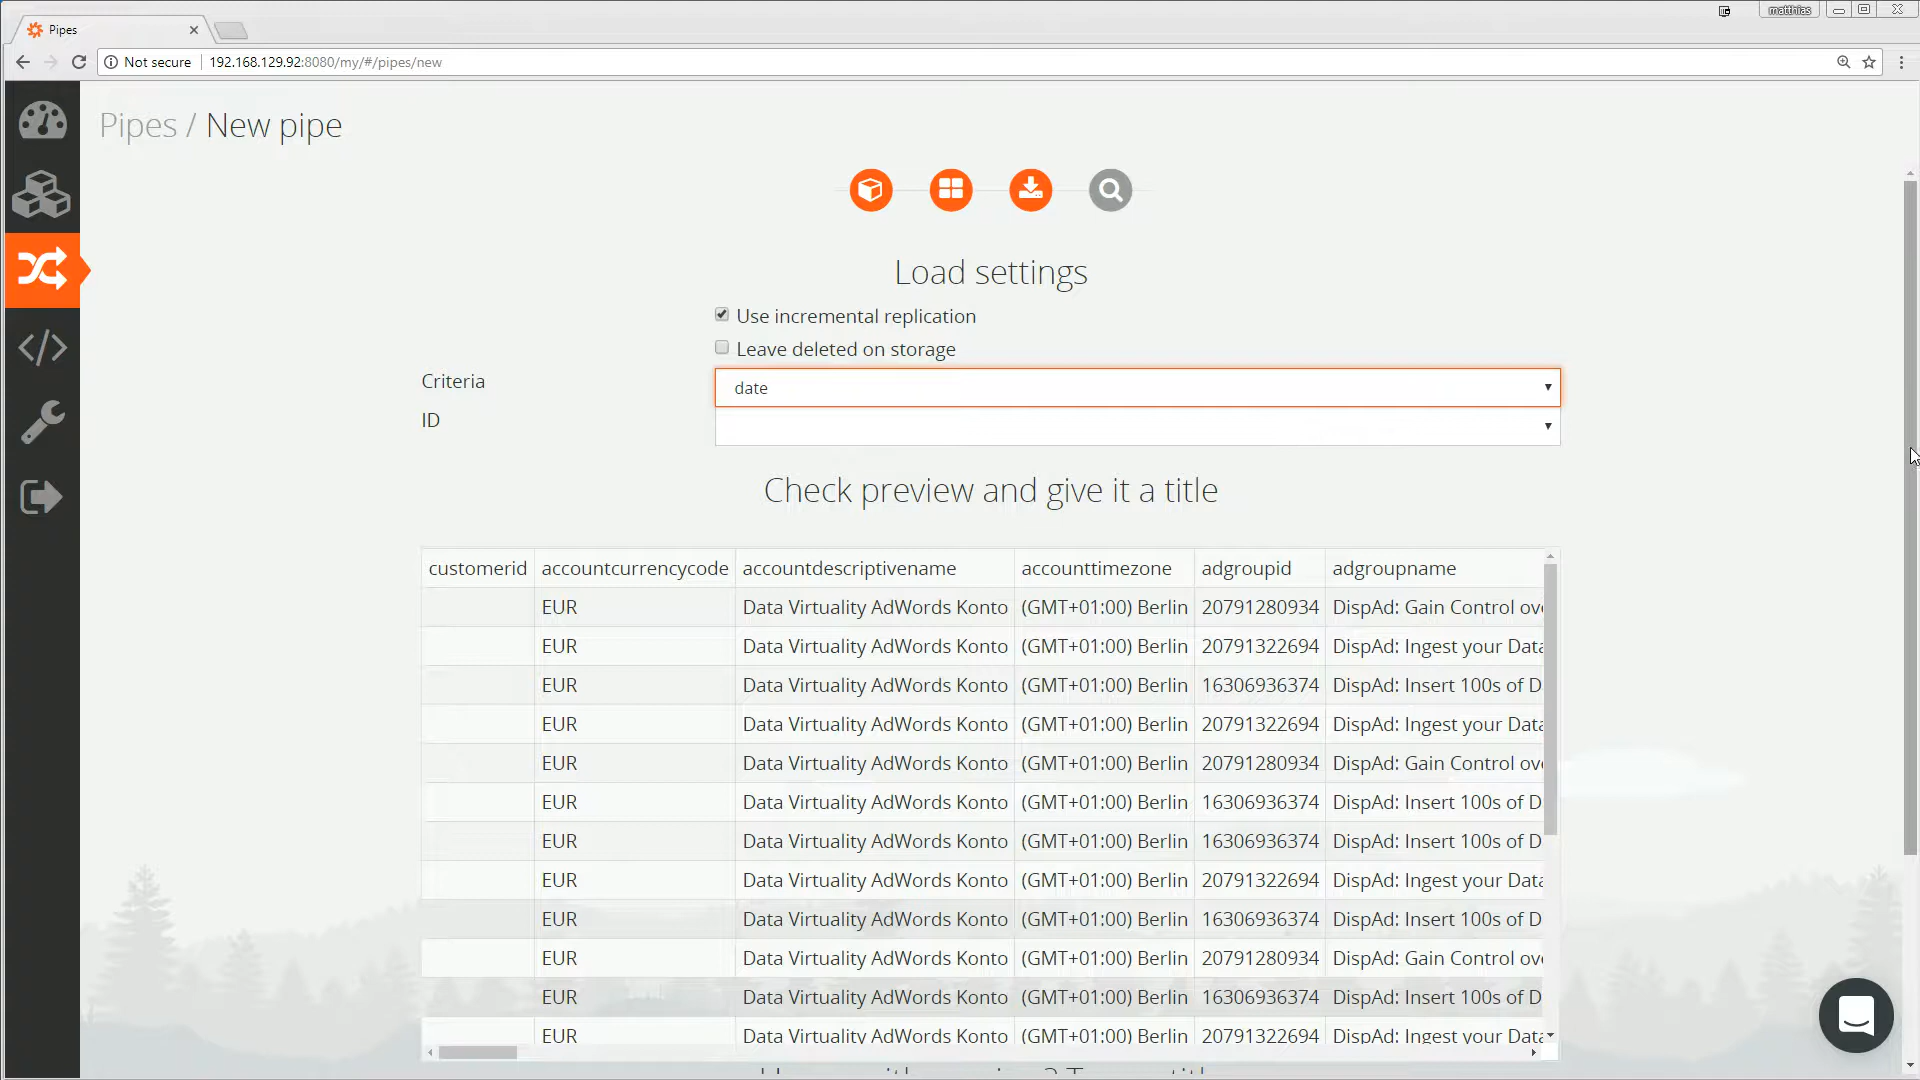 Pipes
matthias
Not secure 192.168.129.92:8080/my/#/pipes/new
Pipes / New pipe
Load settings
Use incremental replication
Leave deleted on storage
Criteria date
ID
Check preview and give it a title
customerid accountcurrencycode accountdescriptivename accounttimezone adgroupid adgroupname
EUR Data Virtuality AdWords Konto (GMT+01:00) Berlin 20791280934 DispAd: Gain Control ove
EUR Data Virtuality AdWords Konto (GMT+01:00) Berlin 20791322694 DispAd: Ingest your Data
EUR Data Virtuality AdWords Konto (GMT+01:00) Berlin 16306936374 DispAd: Insert 100s of D
EUR Data Virtuality AdWords Konto (GMT+01:00) Berlin 20791322694 DispAd: Ingest your Data
EUR Data Virtuality AdWords Konto (GMT+01:00) Berlin 20791280934 DispAd: Gain Control ove
EUR Data Virtuality AdWords Konto (GMT+01:00) Berlin 16306936374 DispAd: Insert 100s of D
EUR Data Virtuality AdWords Konto (GMT+01:00) Berlin 16306936374 DispAd: Insert 100s of D
EUR Data Virtuality AdWords Konto (GMT+01:00) Berlin 20791322694 DispAd: Ingest your Data
EUR Data Virtuality AdWords Konto (GMT+01:00) Berlin 16306936374 DispAd: Insert 100s of D
EUR Data Virtuality AdWords Konto (GMT+01:00) Berlin 20791280934 DispAd: Gain Control ove
EUR Data Virtuality AdWords Konto (GMT+01:00) Berlin 16306936374 DispAd: Insert 100s of D
EUR Data Virtuality AdWords Konto (GMT+01:00) Berlin 20791322694 DispAd: Ingest your Data